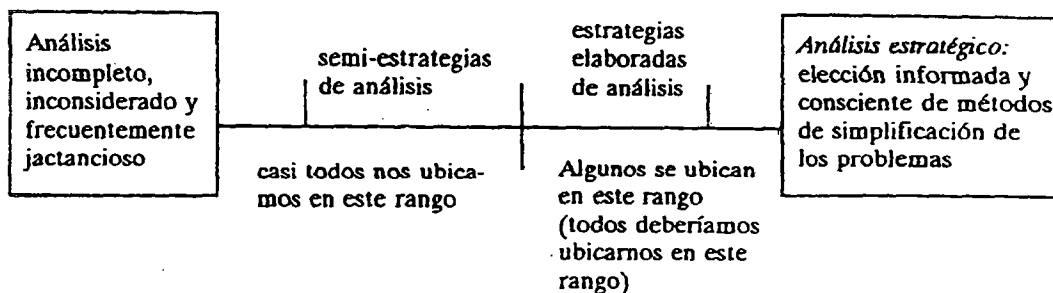 Análisis
incompleto,
inconsiderado y
frecuentemente
jactancioso
semi-estrategias
de análisis
estrategias
elaboradas
de análisis
Análisis estratégico:
elección informada y
consciente de métodos
de simplificación de
los problemas
casi todos nos ubica-
mos en este rango
Algunos se ubican
en este rango
(todos deberíamos
ubicarnos en este
rango)